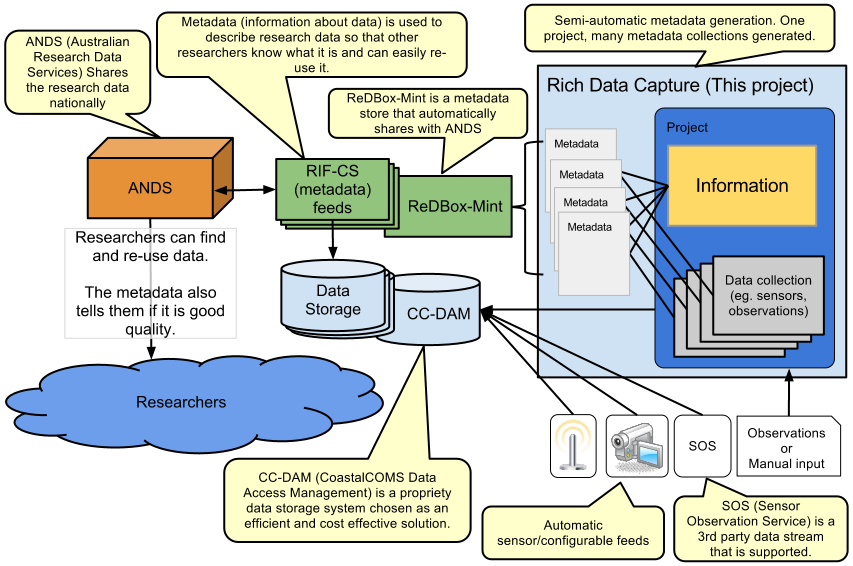 ANDS (Australian
Research Data
Services) Shares
the research data
nationally
Metadata (information about data) is used to
describe research data so that other
researchers know what it is and can easily re-
use it.
Semi-automatic metadata generation. One
project, many metadata collections generated.
ReDBox-Mint is a metadata
store that automatically
shares with ANDS
Rich Data Capture (This project)
Project
Metadata
Metadata
Metadata
Metadata
Information
Data collection
(eg. sensors,
observations)
ANDS
RIF-CS
(metadata)
feeds
ReDBox-Mint
Researchers can find
and re-use data.
The metadata also
tells them if it is good
quality.
Data
Storage
CC-DAM
Researchers
SOS
Observations
or
Manual input
CC-DAM (CoastalCOMS Data
Access Management) is a propriety
data storage system chosen as an
efficient and cost effective solution.
Automatic
sensor/configurable feeds
SOS (Sensor
Observation Service) is a
3rd party data stream
that is supported.